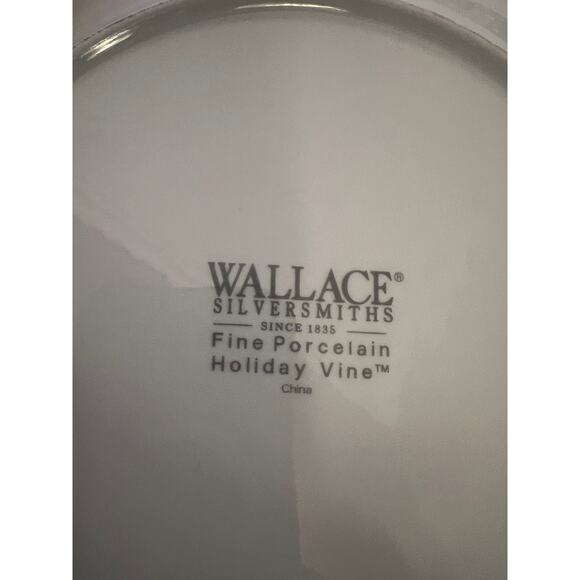 WALLACE®
SILVERSMITHS
SINCE 1835
Fine Porcelain
Holiday Vine™
China